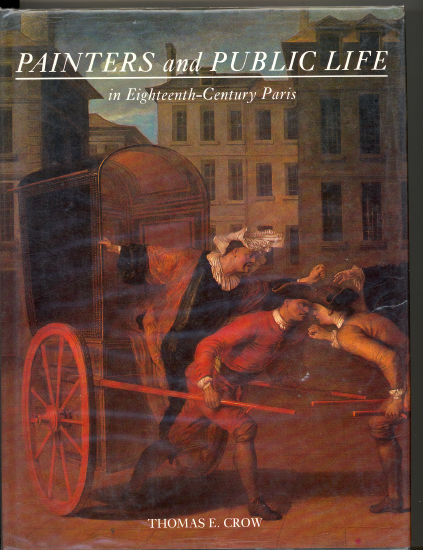 PAINTERS and PUBLIC LIFE
in Eighteenth-Century Paris
THOMAS E. CROW